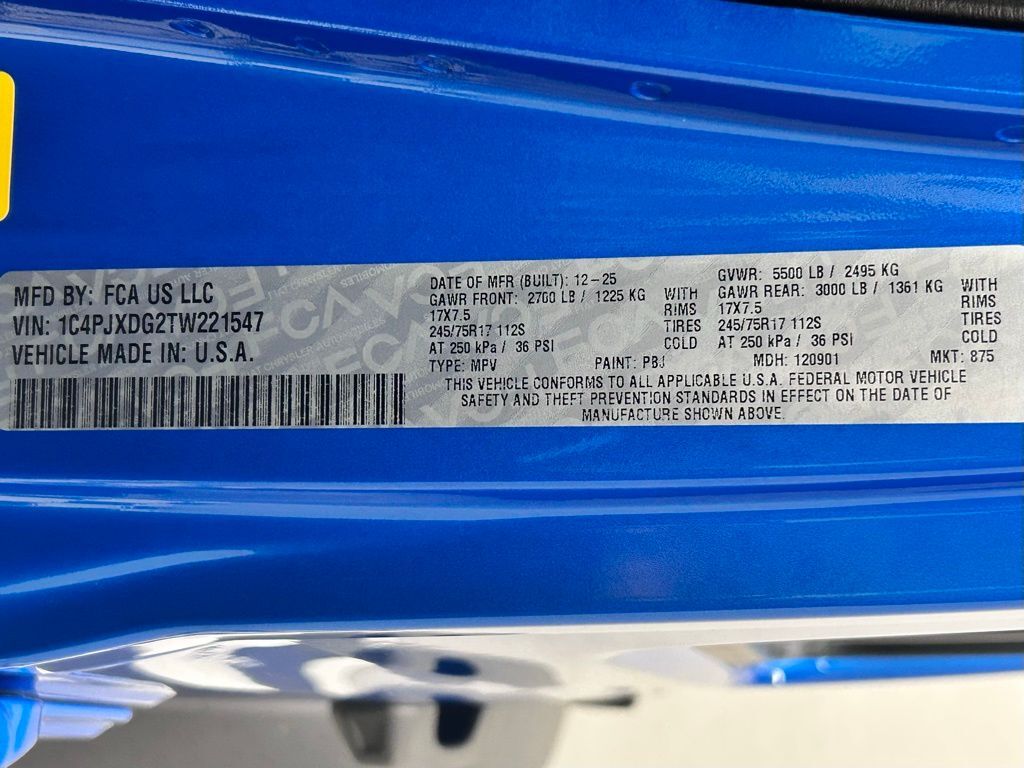 MFD BY: FCA US LLC
VIN: 1C4PJXDG2TW221547
VEHICLE MADE IN: U.S.A.
DATE OF MFR (BUILT): 12-25
GVWR: 5500 LB / 2495 KG
GAWR FRONT: 2700 LB / 1225 KG WITH
GAWR REAR: 3000 LB / 1361 KG WITH
17X7.5 RIMS
17X7.5 RIMS
245/75R17 112S TIRES
245/75R17 112S TIRES
AT 250 kPa / 36 PSI COLD
AT 250 kPa / 36 PSI COLD
TYPE: MPV PAINT: PBJ MDH: 120901 MKT: 875
THIS VEHICLE CONFORMS TO ALL APPLICABLE U.S.A. FEDERAL MOTOR VEHICLE
SAFETY AND THEFT PREVENTION STANDARDS IN EFFECT ON THE DATE OF
MANUFACTURE SHOWN ABOVE.